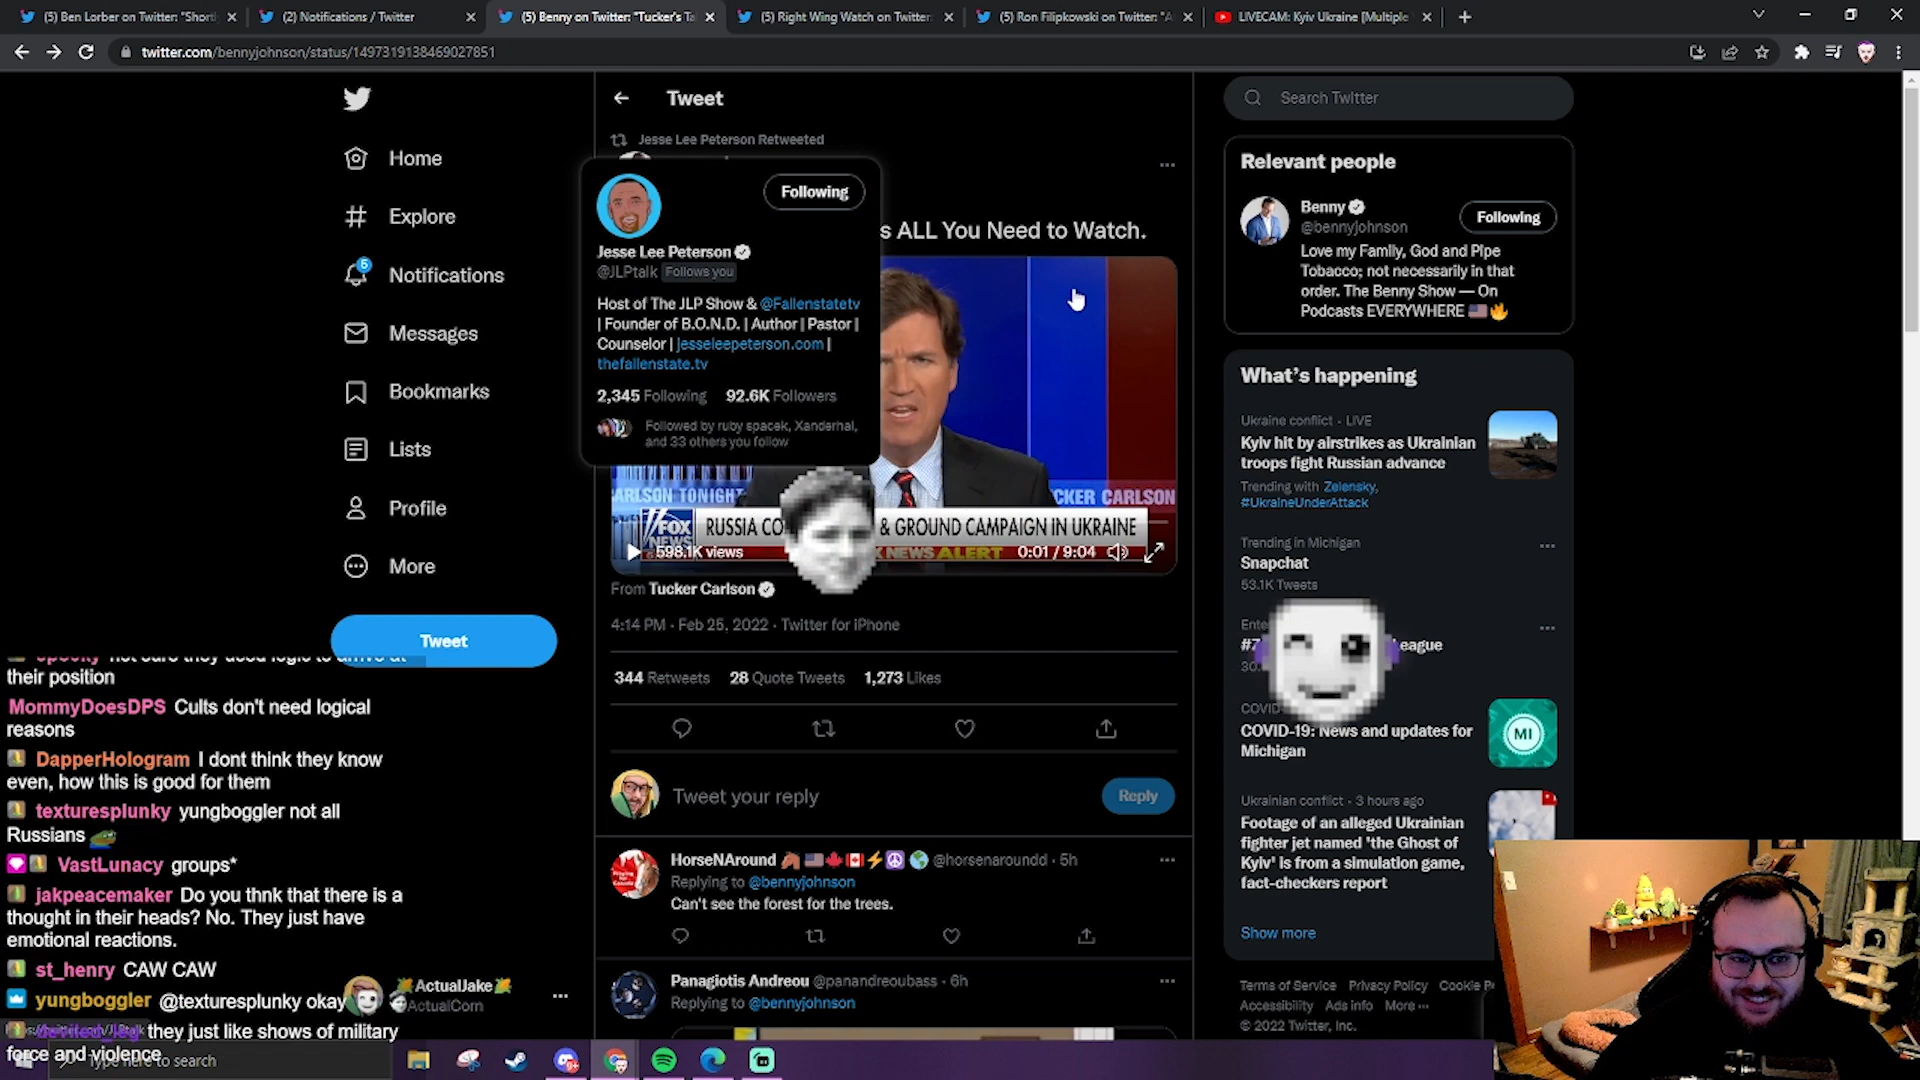 (5) Ben Lorber on Twitter: "Short
(2) Notifications / Twitter
(5) Benny on Twitter: "Tucker's Ta
(5) Right Wing Watch on Twitter:
(5) Ron Filipkowski on Twitter: "A
LIVECAM: Kyiv Ukraine [Multiple
twitter.com/bennyjohnson/status/1497319138469027851
Home
Explore
6
Notifications
Messages
Bookmarks
Lists
Profile
More
Tweet
their position
MommyDoesDPS Cults don't need logical
reasons
DapperHologram I dont think they know
even, how this is good for them
texturesplunky yungboggler not all
Russians
VastLunacy groups*
jakpeacemaker Do you thnk that there is a
thought in their heads? No. They just have
emotional reactions.
st_henry CAW CAW
yungboggler @texturesplunky okay
they just like shows of military
force and violence
ActualJake
ActualCorn
Type here to search
Tweet
Jesse Lee Peterson Retweeted
Following
Jesse Lee Peterson
@JLPtalk Follows you
Host of The JLP Show & @Fallenstatetv
| Founder of B.O.N.D. | Author | Pastor |
Counselor | jesseleepeterson.com |
thefallenstate.tv
2,345 Following 92.6K Followers
Followed by ruby spacek, Xanderhal,
and 33 others you follow
s ALL You Need to Watch.
ARLSON TONIGHT
CKER CARLSON
FOX NEWS
RUSSIA CO & GROUND CAMPAIGN IN UKRAINE
598.1K views
NEWS ALERT
0:01 / 9:04
From Tucker Carlson
4:14 PM · Feb 25, 2022 · Twitter for iPhone
344 Retweets 28 Quote Tweets 1,273 Likes
Tweet your reply
Reply
HorseNAround @horsenaroundd · 5h
Replying to @bennyjohnson
Can't see the forest for the trees.
Panagiotis Andreou @panandreoubass · 6h
Replying to @bennyjohnson
Search Twitter
Relevant people
Benny
@bennyjohnson
Following
Love my Family, God and Pipe
Tobacco; not necessarily in that
order. The Benny Show — On
Podcasts EVERYWHERE
What's happening
Ukraine conflict · LIVE
Kyiv hit by airstrikes as Ukrainian
troops fight Russian advance
Trending with Zelensky,
#UkraineUnderAttack
Trending in Michigan
Snapchat
53.1K Tweets
Ente
#Z eague
30
COVID
COVID-19: News and updates for
Michigan
MI
Ukrainian conflict · 3 hours ago
Footage of an alleged Ukrainian
fighter jet named 'the Ghost of
Kyiv' is from a simulation game,
fact-checkers report
Show more
Terms of Service Privacy Policy Cookie P
Accessibility Ads info More
© 2022 Twitter, Inc.